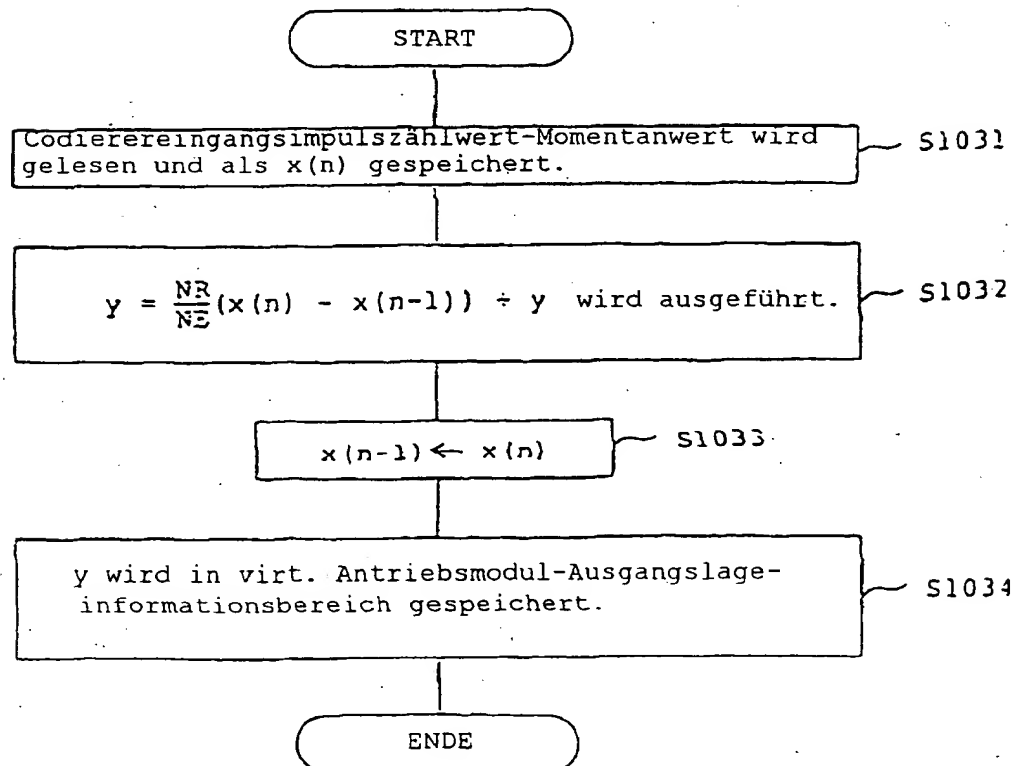 START
Codierereingangsimpulszählwert-Momentanwert wird
gelesen und als x(n) gespeichert.
S1031
y = NR/NE (x(n) - x(n-1)) ÷ y wird ausgeführt.
S1032
x(n-1) ← x(n)
S1033
y wird in virt. Antriebsmodul-Ausgangslage-
informationsbereich gespeichert.
S1034
ENDE